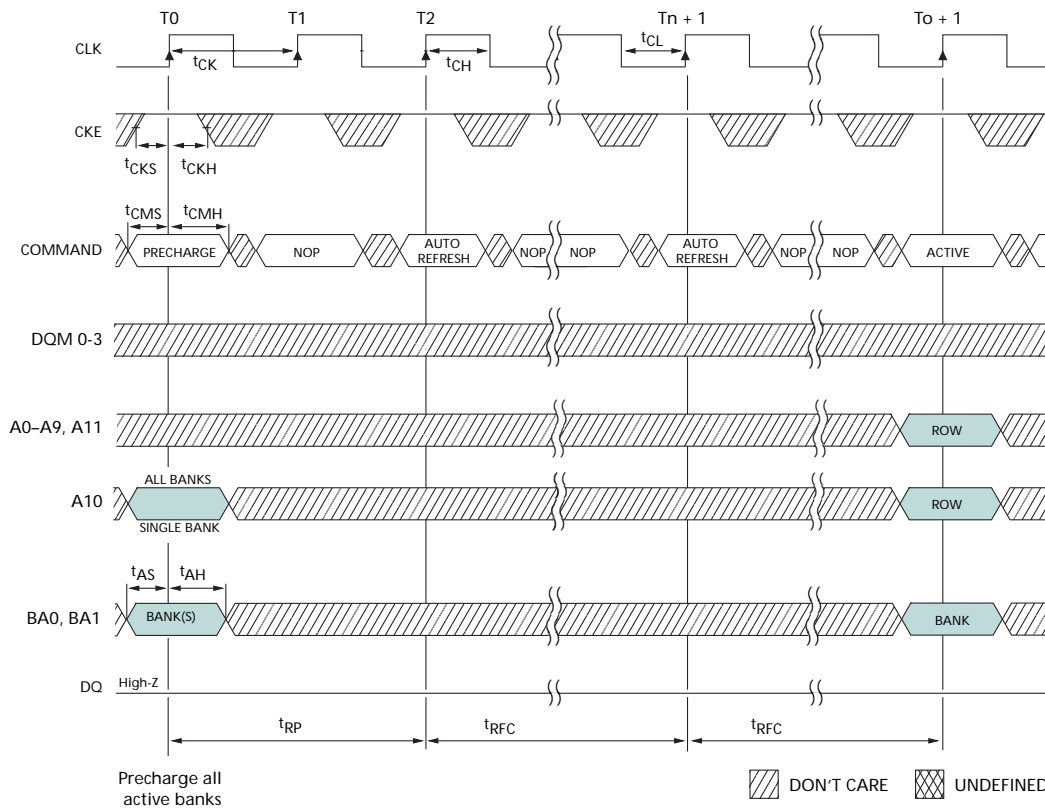 T0 T1 T2 Tn + 1 To + 1
CLK
tCK tCH tCL
CKE
tCKS tCKH
tCMS tCMH
COMMAND PRECHARGE NOP AUTO REFRESH NOP NOP AUTO REFRESH NOP NOP ACTIVE
DQM 0-3
A0–A9, A11 ROW
ALL BANKS
A10 ROW
SINGLE BANK
tAS tAH
BA0, BA1 BANK(S) BANK
DQ High-Z
tRP tRFC tRFC
Precharge all
active banks
DON'T CARE UNDEFINED